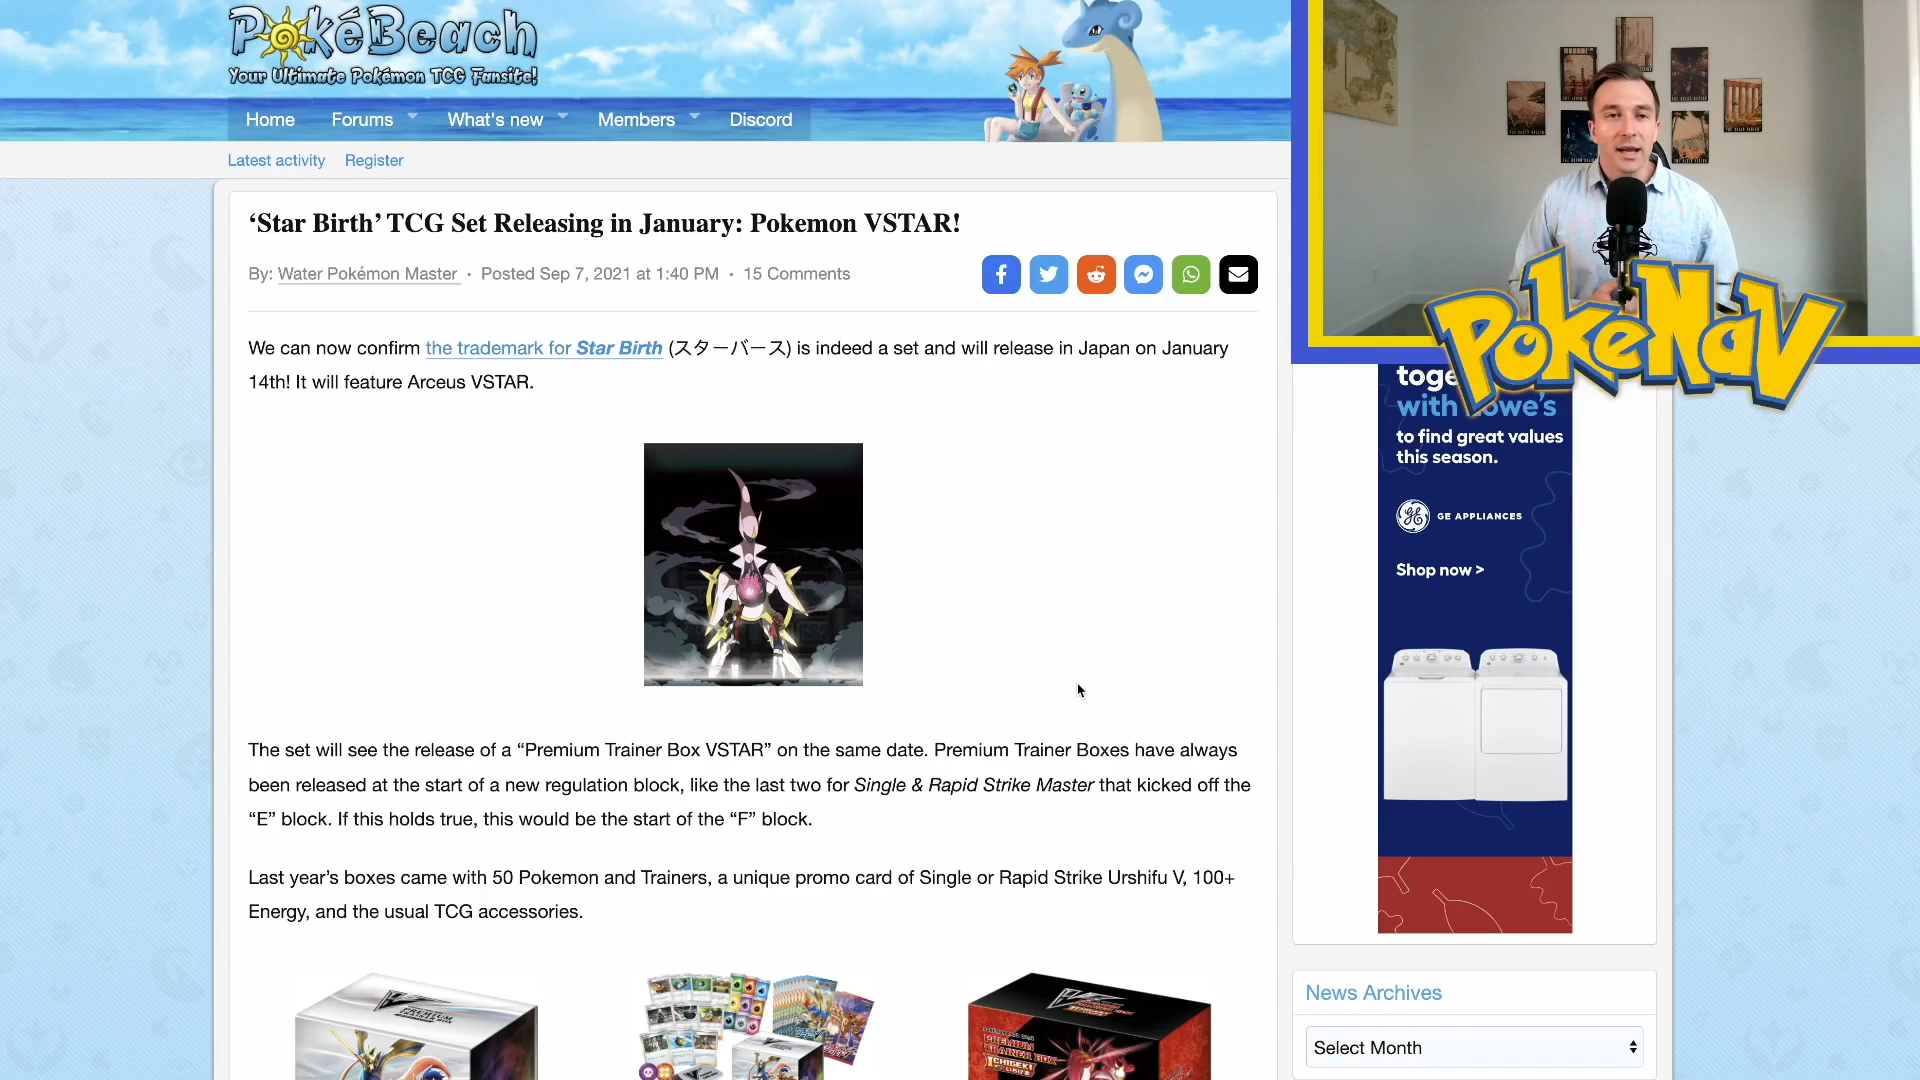 PokéBeach
Your Ultimate Pokémon TCG Fansite!
Home Forums What's new Members Discord
Latest activity Register
‘Star Birth’ TCG Set Releasing in January: Pokemon VSTAR!
By: Water Pokémon Master · Posted Sep 7, 2021 at 1:40 PM · 15 Comments
We can now confirm the trademark for Star Birth (スターバース) is indeed a set and will release in Japan on January
14th! It will feature Arceus VSTAR.
The set will see the release of a “Premium Trainer Box VSTAR” on the same date. Premium Trainer Boxes have always
been released at the start of a new regulation block, like the last two for Single & Rapid Strike Master that kicked off the
“E” block. If this holds true, this would be the start of the “F” block.
Last year’s boxes came with 50 Pokemon and Trainers, a unique promo card of Single or Rapid Strike Urshifu V, 100+
Energy, and the usual TCG accessories.
PREMIUM
TRAINER BOX
PREMIUM
TRAINER BOX
ICHIGEKI
PokeNav
with
to find great values
this season.
GE APPLIANCES
Shop now >
News Archives
Select Month